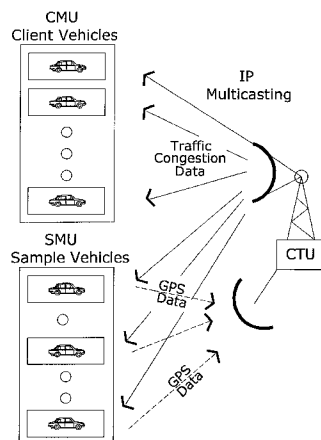 CMU
Client Vehicles
IP
Multicasting
Traffic
Congestion
Data
SMU
Sample Vehicles
CTU
GPS
Data
GPS
Data